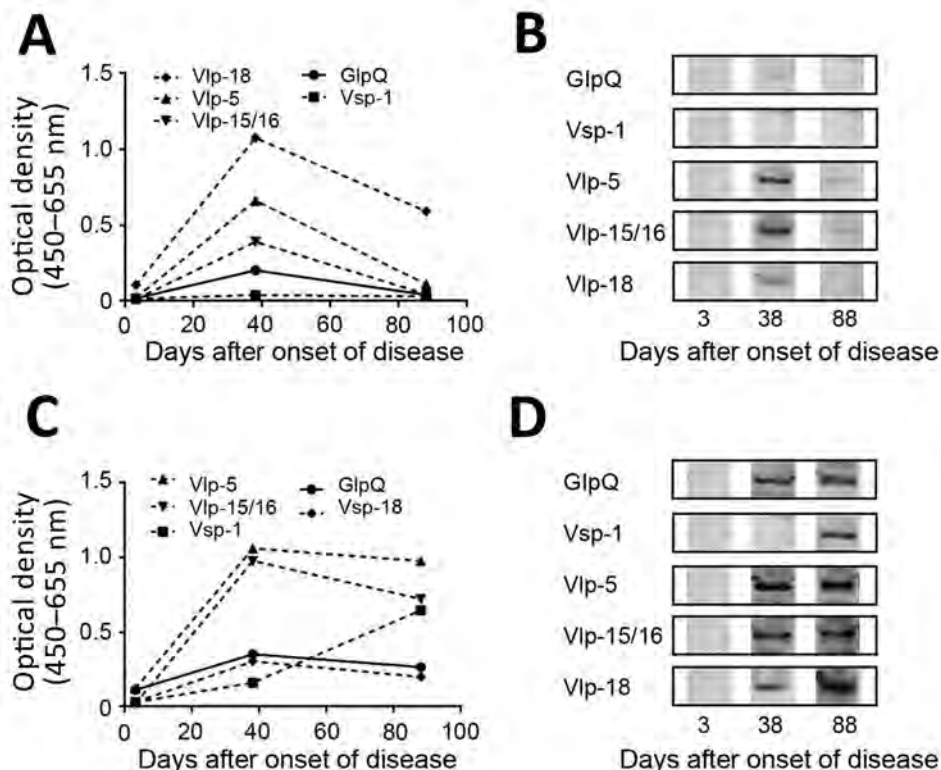 A
Optical density
(450–655 nm)
1.5
1.0
0.5
0
Vlp-18
Vlp-5
Vlp-15/16
GlpQ
Vsp-1
0 20 40 60 80 100
Days after onset of disease
B
GlpQ
Vsp-1
Vlp-5
Vlp-15/16
Vlp-18
3 38 88
Days after onset of disease
C
Optical density
(450–655 nm)
1.5
1.0
0.5
0
Vlp-5
Vlp-15/16
Vsp-1
GlpQ
Vsp-18
0 20 40 60 80 100
Days after onset of disease
D
GlpQ
Vsp-1
Vlp-5
Vlp-15/16
Vlp-18
3 38 88
Days after onset of disease